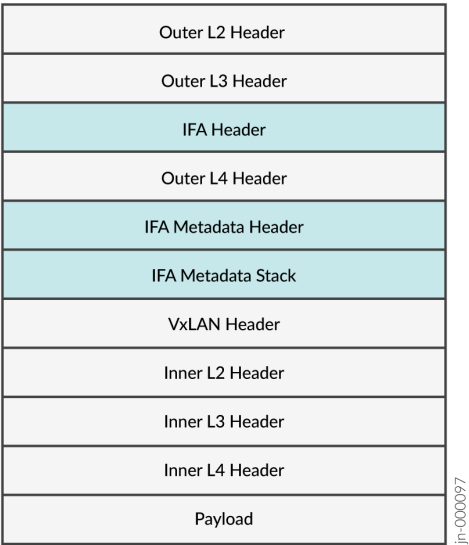 Outer L2 Header
Outer L3 Header
IFA Header
Outer L4 Header
IFA Metadata Header
IFA Metadata Stack
VxLAN Header
Inner L2 Header
Inner L3 Header
Inner L4 Header
Payload
jn-000097